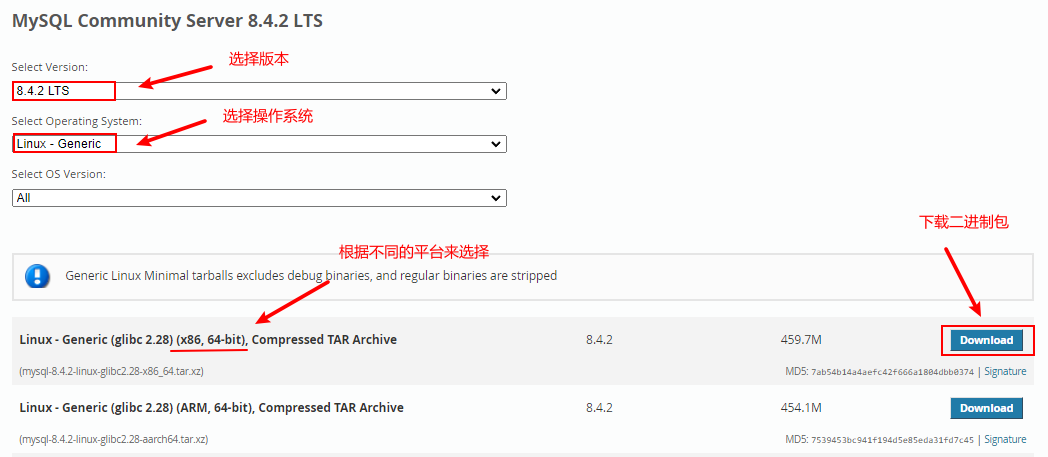 MySQL Community Server 8.4.2 LTS
选择版本
Select Version:
8.4.2 LTS
选择操作系统
Select Operating System:
Linux - Generic
Select OS Version:
All
下载二进制包
根据不同的平台来选择
Generic Linux Minimal tarballs excludes debug binaries, and regular binaries are stripped
Linux - Generic (glibc 2.28) (x86, 64-bit), Compressed TAR Archive 8.4.2 459.7M Download
(mysql-8.4.2-linux-glibc2.28-x86_64.tar.xz) MD5: 7ab54b14a4aefc42f666a1804dbb0374 | Signature
Linux - Generic (glibc 2.28) (ARM, 64-bit), Compressed TAR Archive 8.4.2 454.1M Download
(mysql-8.4.2-linux-glibc2.28-aarch64.tar.xz) MD5: 7539453bc941f194d5e85eda31fd7c45 | Signature